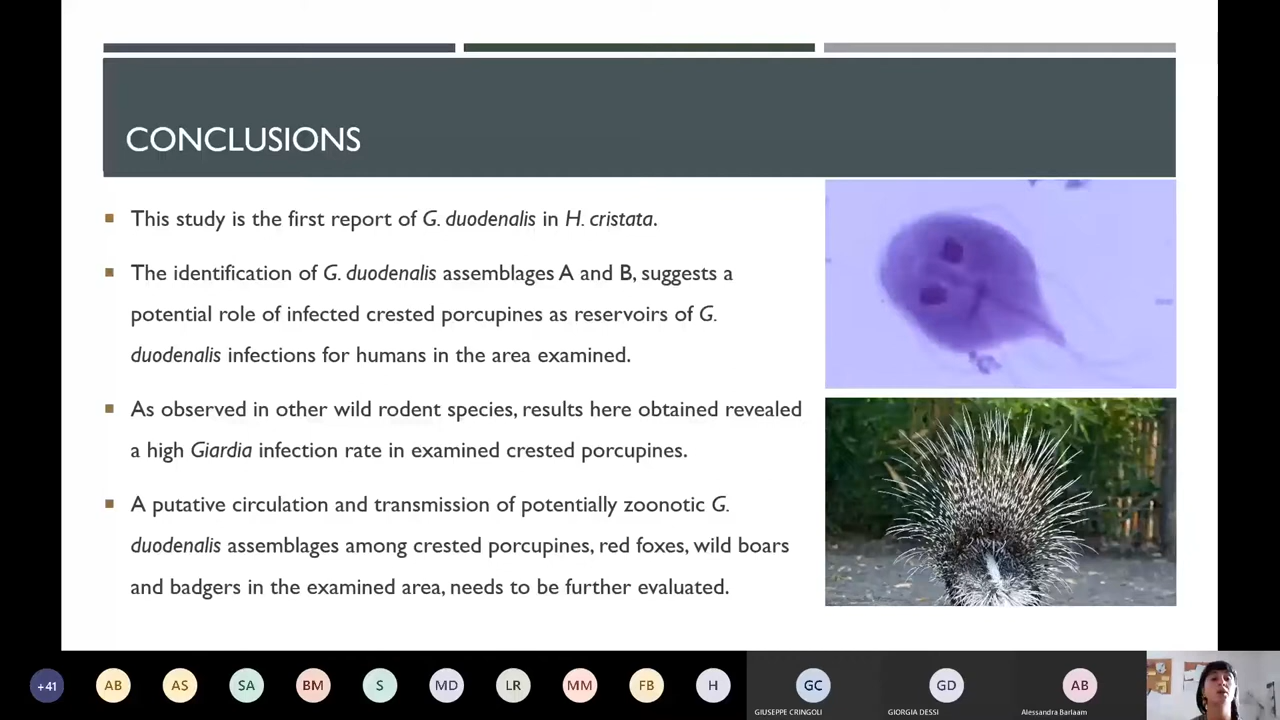 CONCLUSIONS
This study is the first report of G. duodenalis in H. cristata.
The identification of G. duodenalis assemblages A and B, suggests a
potential role of infected crested porcupines as reservoirs of G.
duodenalis infections for humans in the area examined.
As observed in other wild rodent species, results here obtained revealed
a high Giardia infection rate in examined crested porcupines.
A putative circulation and transmission of potentially zoonotic G.
duodenalis assemblages among crested porcupines, red foxes, wild boars
and badgers in the examined area, needs to be further evaluated.
+41 AB AS SA BM S MD LR MM FB H GC GD AB
GIUSEPPE CRINGOLI GIORGIA DESSI Alessandra Barlaam